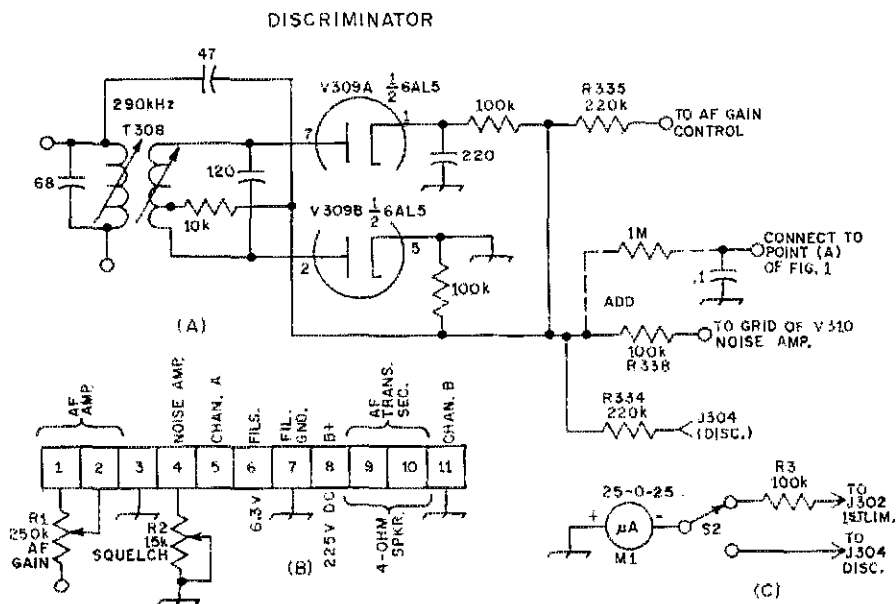 DISCRIMINATOR
47
290kHz
T308
68
120
10k
V309A 1/2 6AL5
7
1
100k
220
R335
220k
TO AF GAIN
CONTROL
V309B 1/2 6AL5
2
5
100k
1M
.1
CONNECT TO
POINT (A)
OF FIG. 1
ADD
100k
R338
TO GRID OF V310
NOISE AMP.
R334
220k
J304
(DISC.)
(A)
AF AMP.
NOISE AMP.
CHAN. A
FILS.
FIL. GND.
B+
AF TRANS. SEC.
CHAN. B
1 2 3 4 5 6 7 8 9 10 11
R1
250k
AF
GAIN
R2
15k
SQUELCH
6.3V
225V DC
4-OHM SPKR.
(B)
25-0-25
+ μA -
M1
S2
R3
100k
TO
J302
1ST LIM.
TO
J304
DISC.
(C)